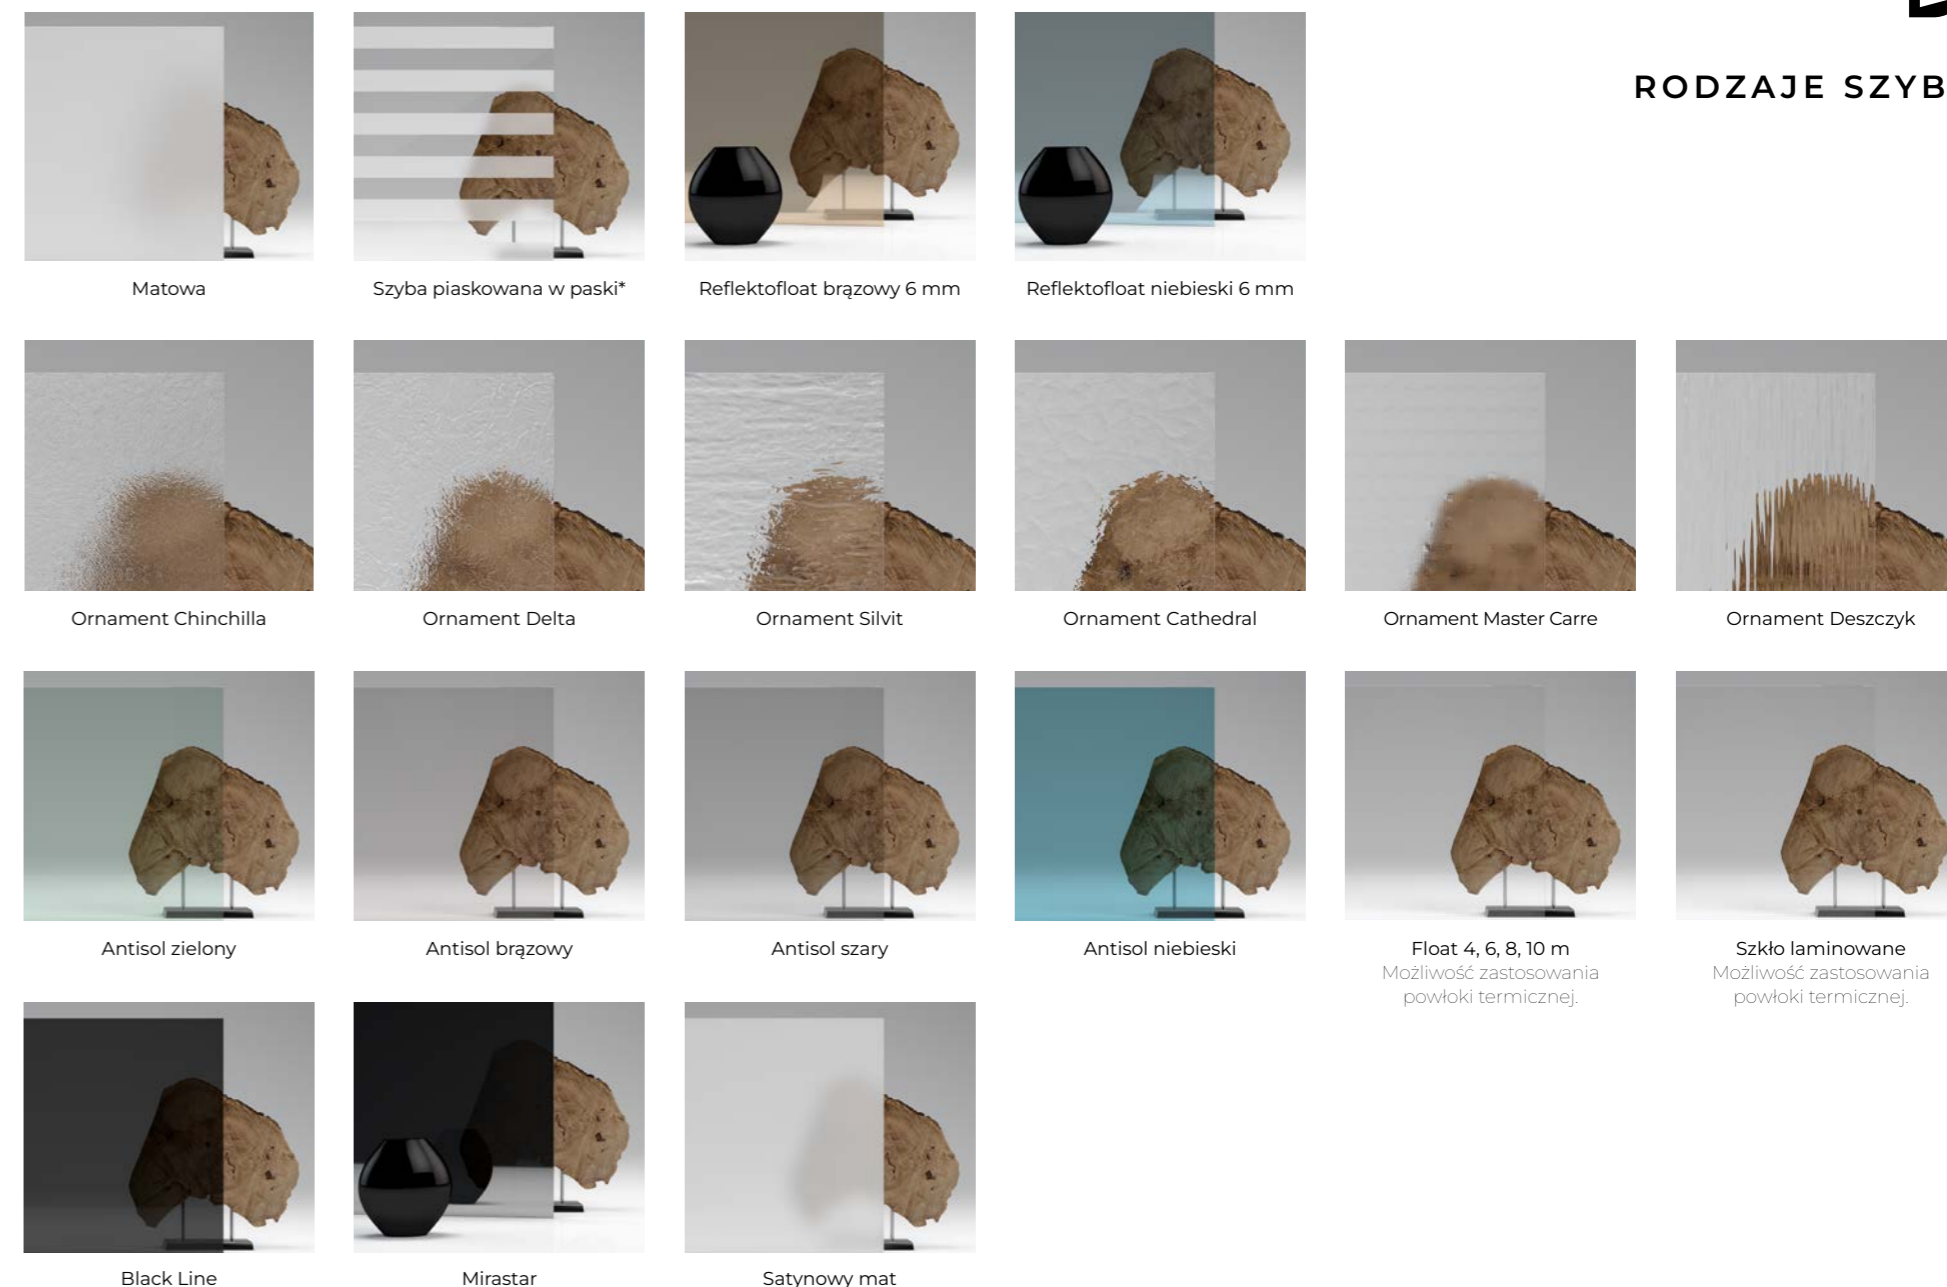 RODZAJE SZYB
Matowa
Szyba piaskowana w paski*
Reflektofloat brązowy 6 mm
Reflektofloat niebieski 6 mm
Ornament Chinchilla
Ornament Delta
Ornament Silvit
Ornament Cathedral
Ornament Master Carre
Ornament Deszczyk
Antisol zielony
Antisol brązowy
Antisol szary
Antisol niebieski
Float 4, 6, 8, 10 m
Możliwość zastosowania
powłoki termicznej.
Szkło laminowane
Możliwość zastosowania
powłoki termicznej.
Black Line
Mirastar
Satynowy mat